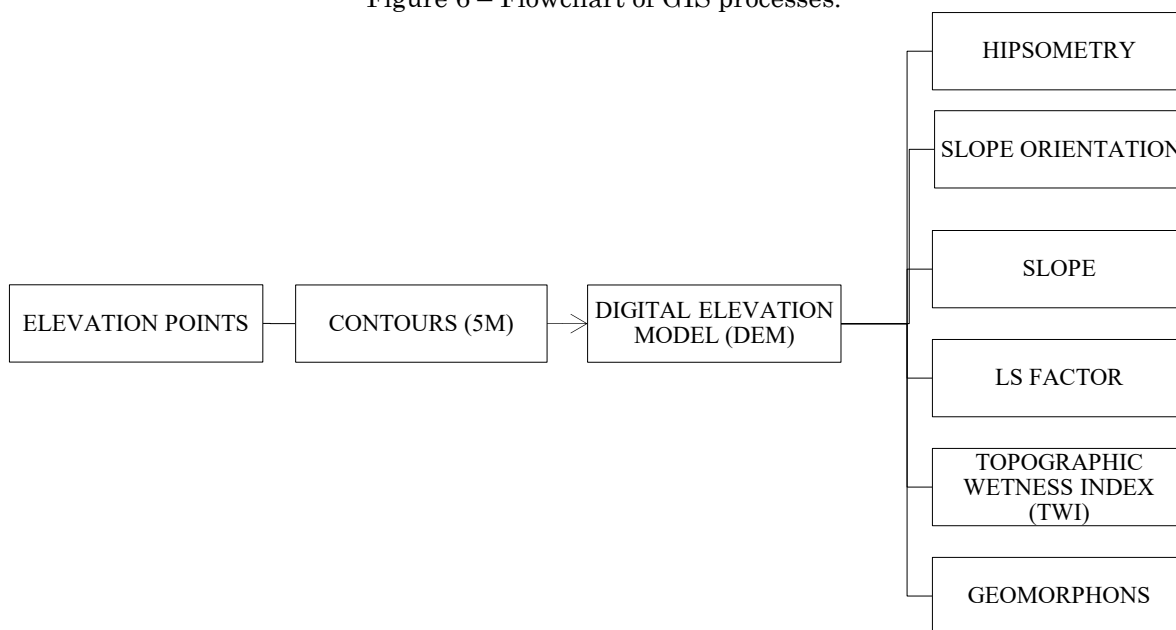 Figure 6 – Flowchart of GIS processes.
HIPSOMETRY
SLOPE ORIENTATION
SLOPE
ELEVATION POINTS
CONTOURS (5M)
DIGITAL ELEVATION
MODEL (DEM)
LS FACTOR
TOPOGRAPHIC
WETNESS INDEX
(TWI)
GEOMORPHONS